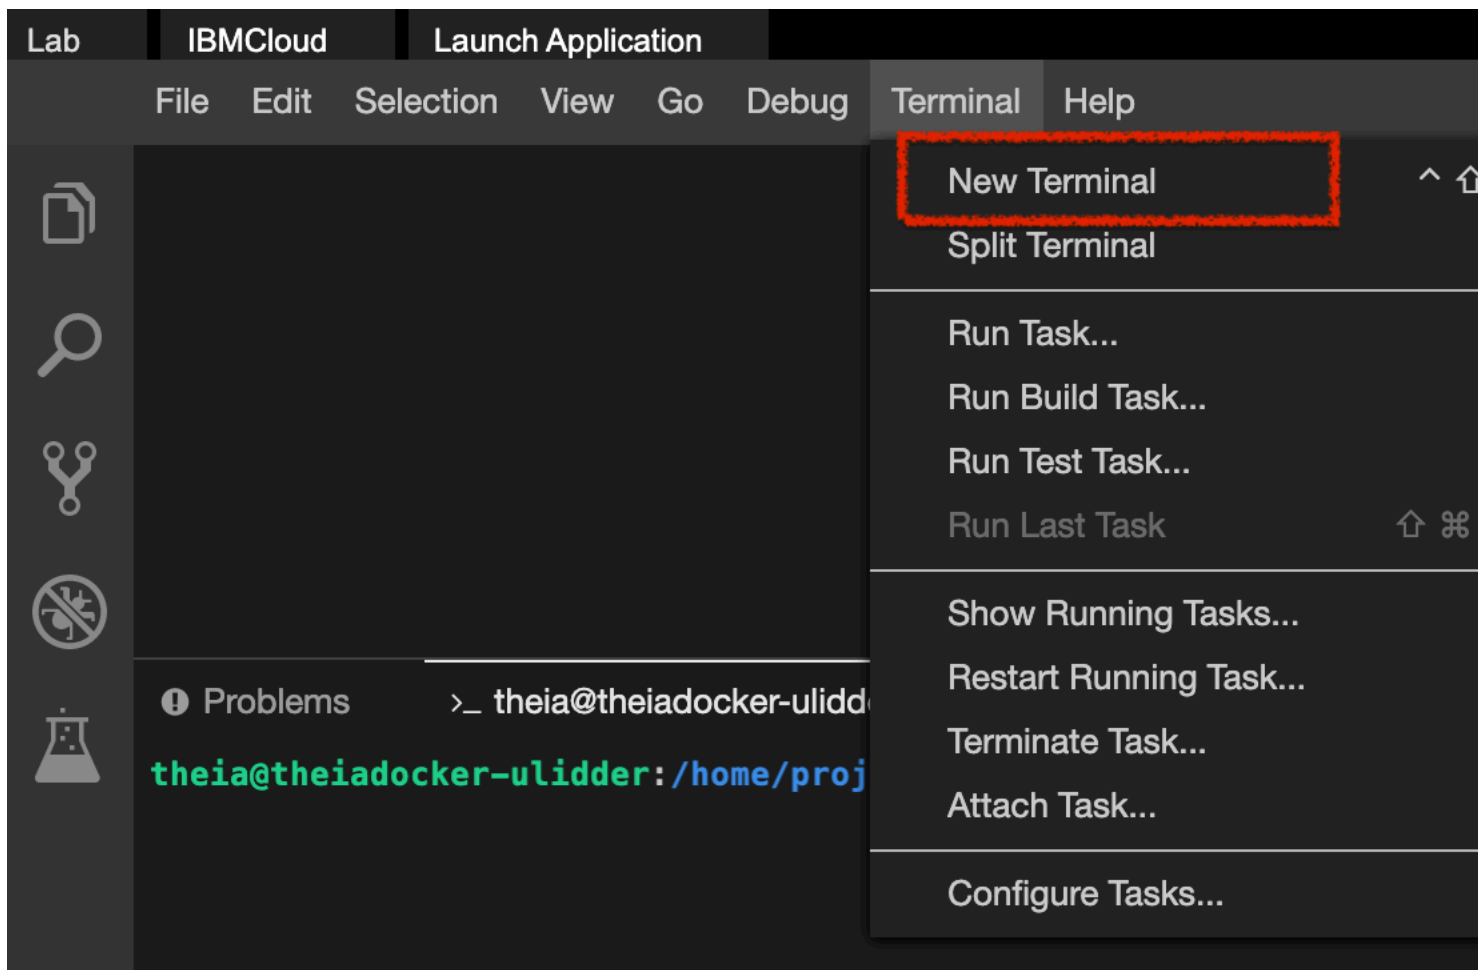 Lab IBMCloud Launch Application
File Edit Selection View Go Debug Terminal Help
New Terminal ^ ⇧
Split Terminal
Run Task...
Run Build Task...
Run Test Task...
Run Last Task ⇧ ⌘
Show Running Tasks...
Restart Running Task...
Terminate Task...
Attach Task...
Configure Tasks...
Problems >_ theia@theiadocker-ulidd
theia@theiadocker-ulidder:/home/proj